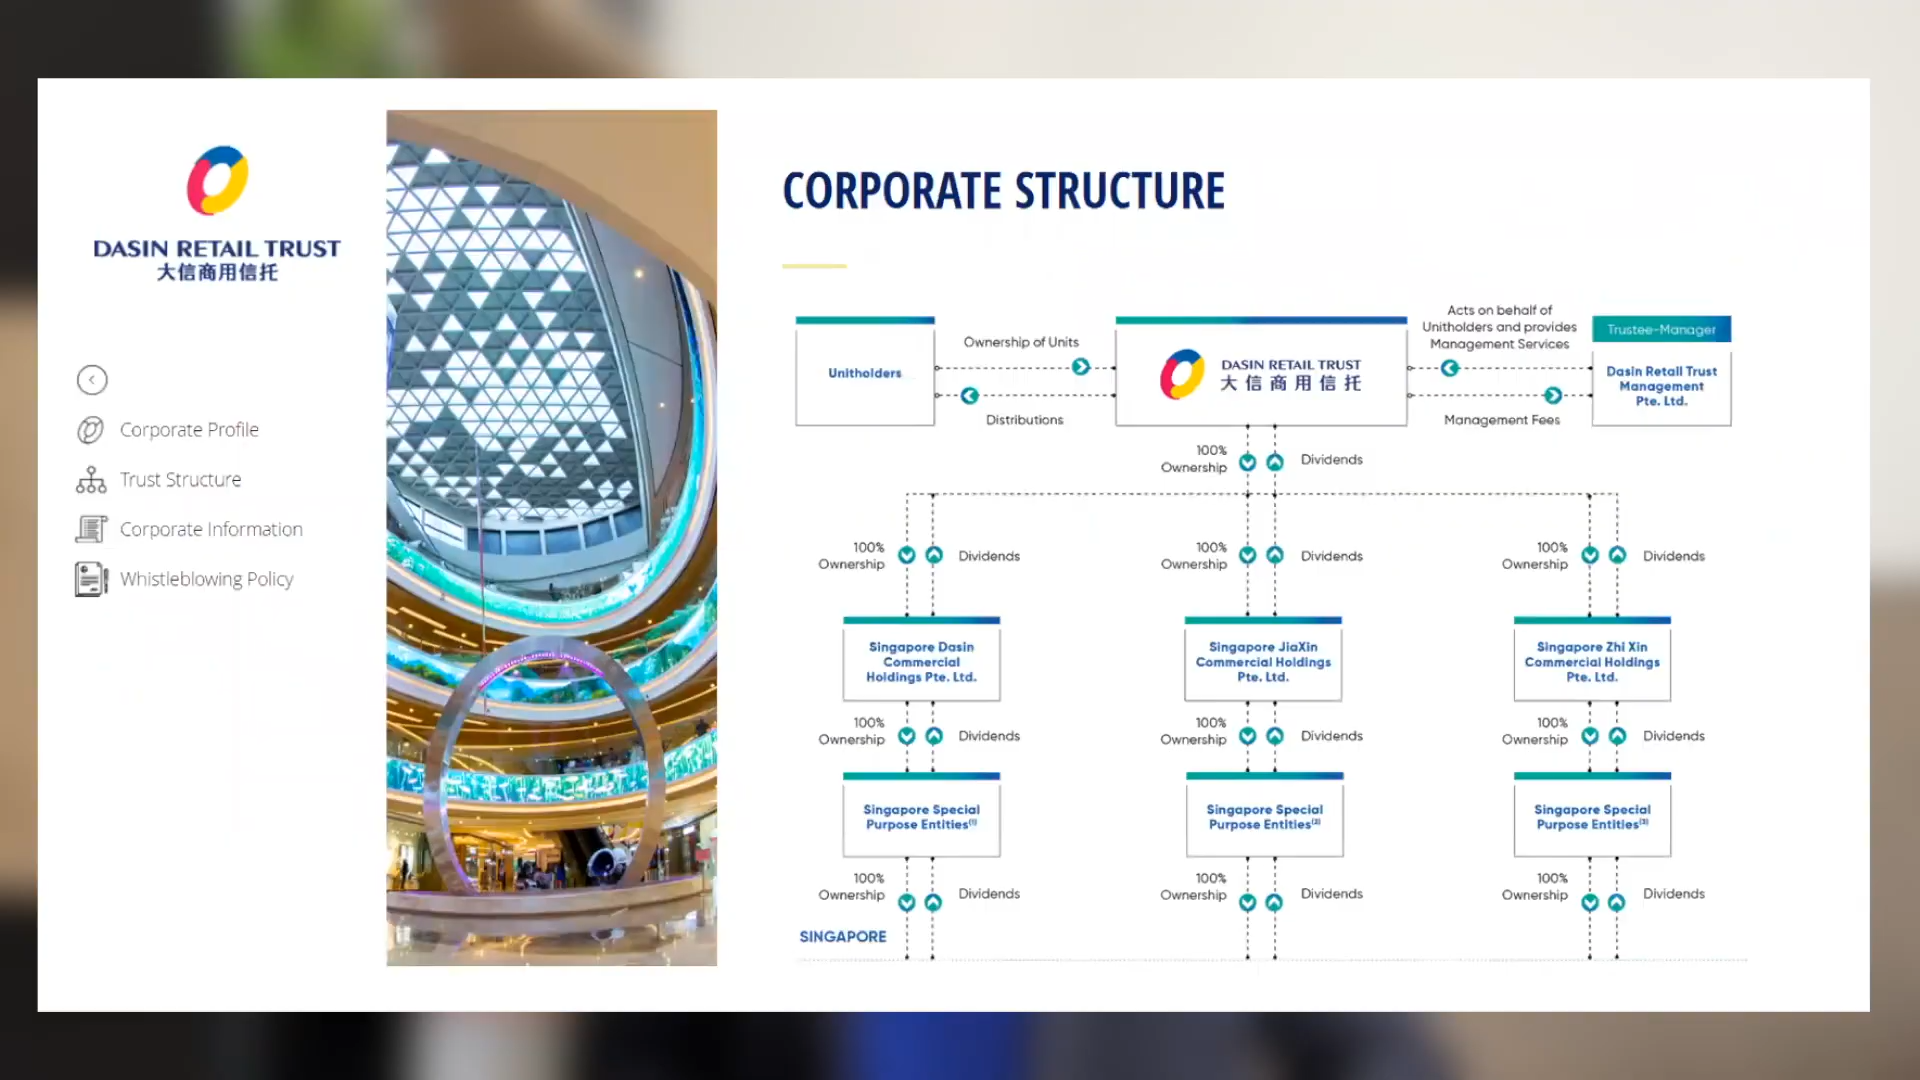 DASIN RETAIL TRUST
大信商用信托
Corporate Profile
Trust Structure
Corporate Information
Whistleblowing Policy
CORPORATE STRUCTURE
Unitholders
Ownership of Units
Distributions
DASIN RETAIL TRUST
大信商用信托
Acts on behalf of
Unitholders and provides
Management Services
Management Fees
Trustee-Manager
Dasin Retail Trust
Management
Pte. Ltd.
100%
Ownership
Dividends
100%
Ownership
Dividends
100%
Ownership
Dividends
100%
Ownership
Dividends
Singapore Dasin
Commercial
Holdings Pte. Ltd.
Singapore JiaXin
Commercial Holdings
Pte. Ltd.
Singapore Zhi Xin
Commercial Holdings
Pte. Ltd.
100%
Ownership
Dividends
100%
Ownership
Dividends
100%
Ownership
Dividends
Singapore Special
Purpose Entities(1)
Singapore Special
Purpose Entities(2)
Singapore Special
Purpose Entities(3)
100%
Ownership
Dividends
100%
Ownership
Dividends
100%
Ownership
Dividends
SINGAPORE